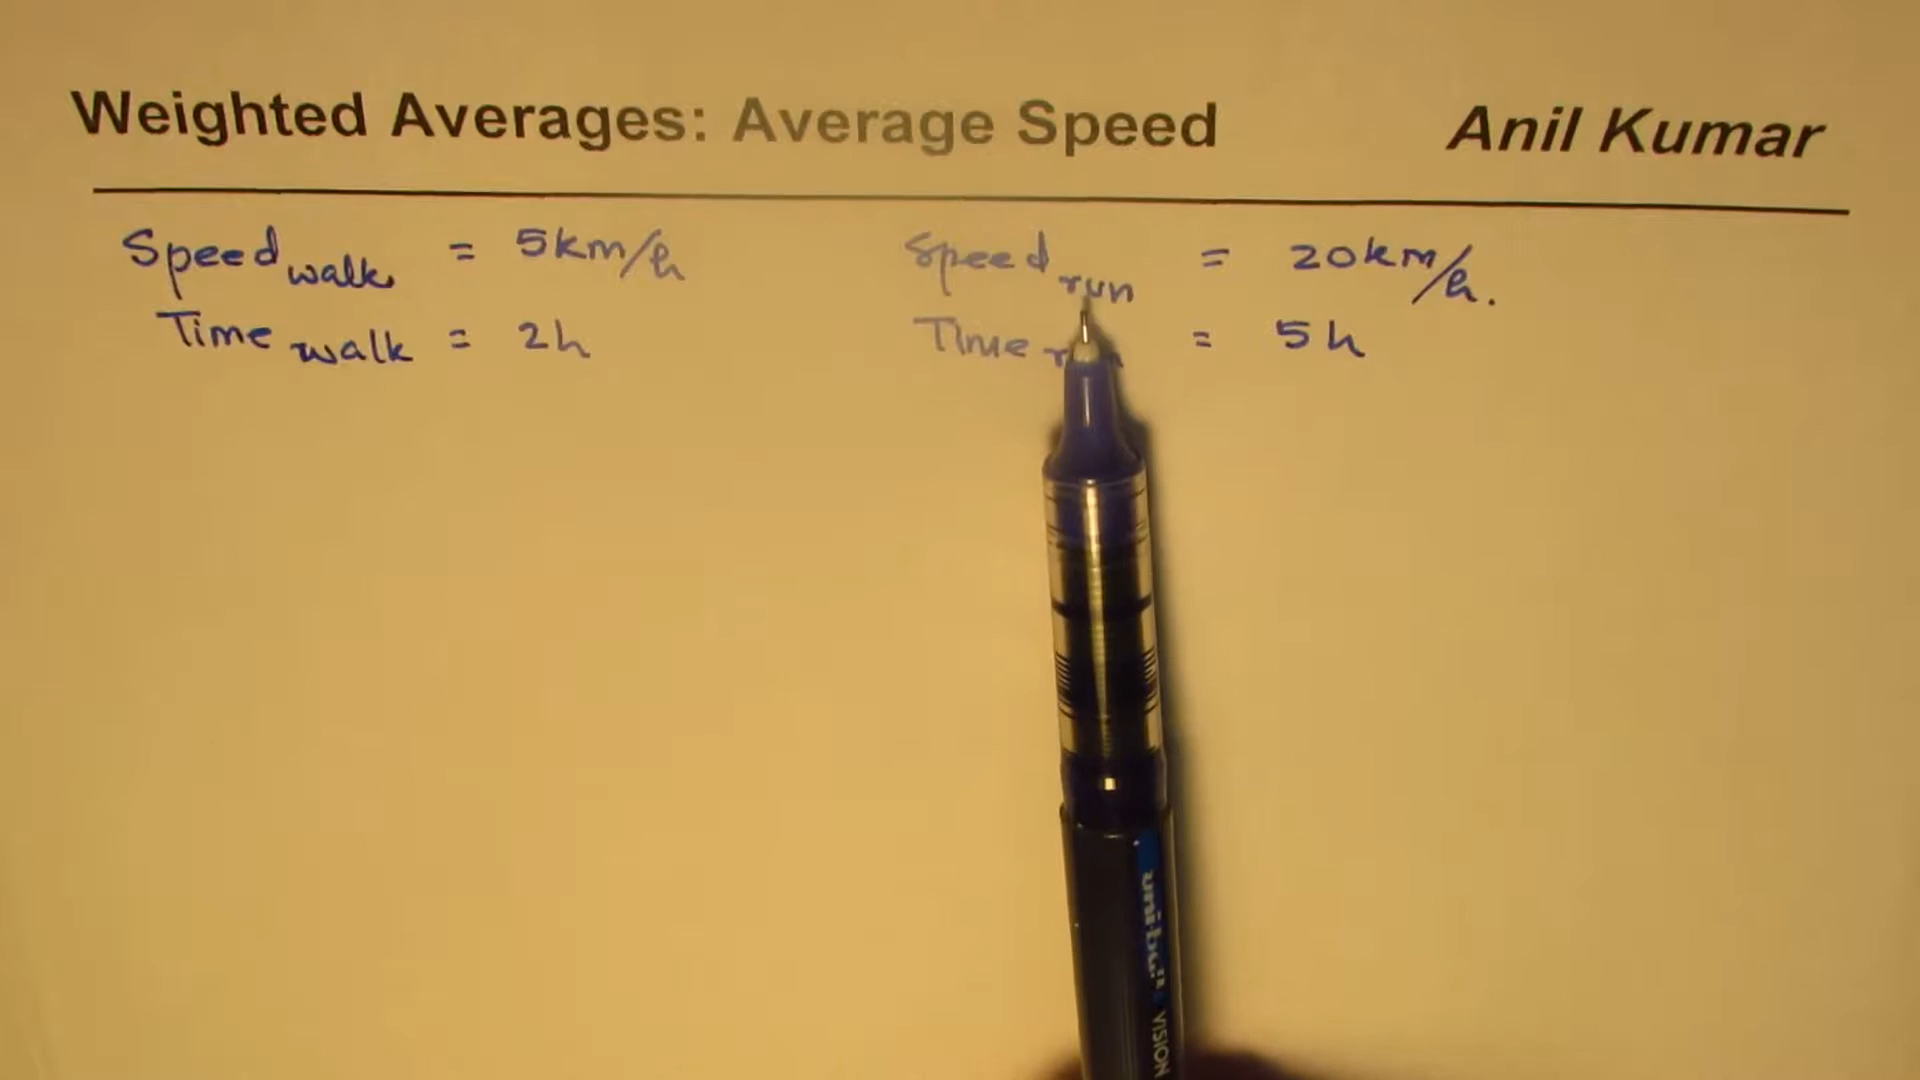 Weighted Averages: Average Speed Anil Kumar
Speed walk = 5km/h Speed run = 20km/h.
Time walk = 2h Time = 5h
uni-ball VISION